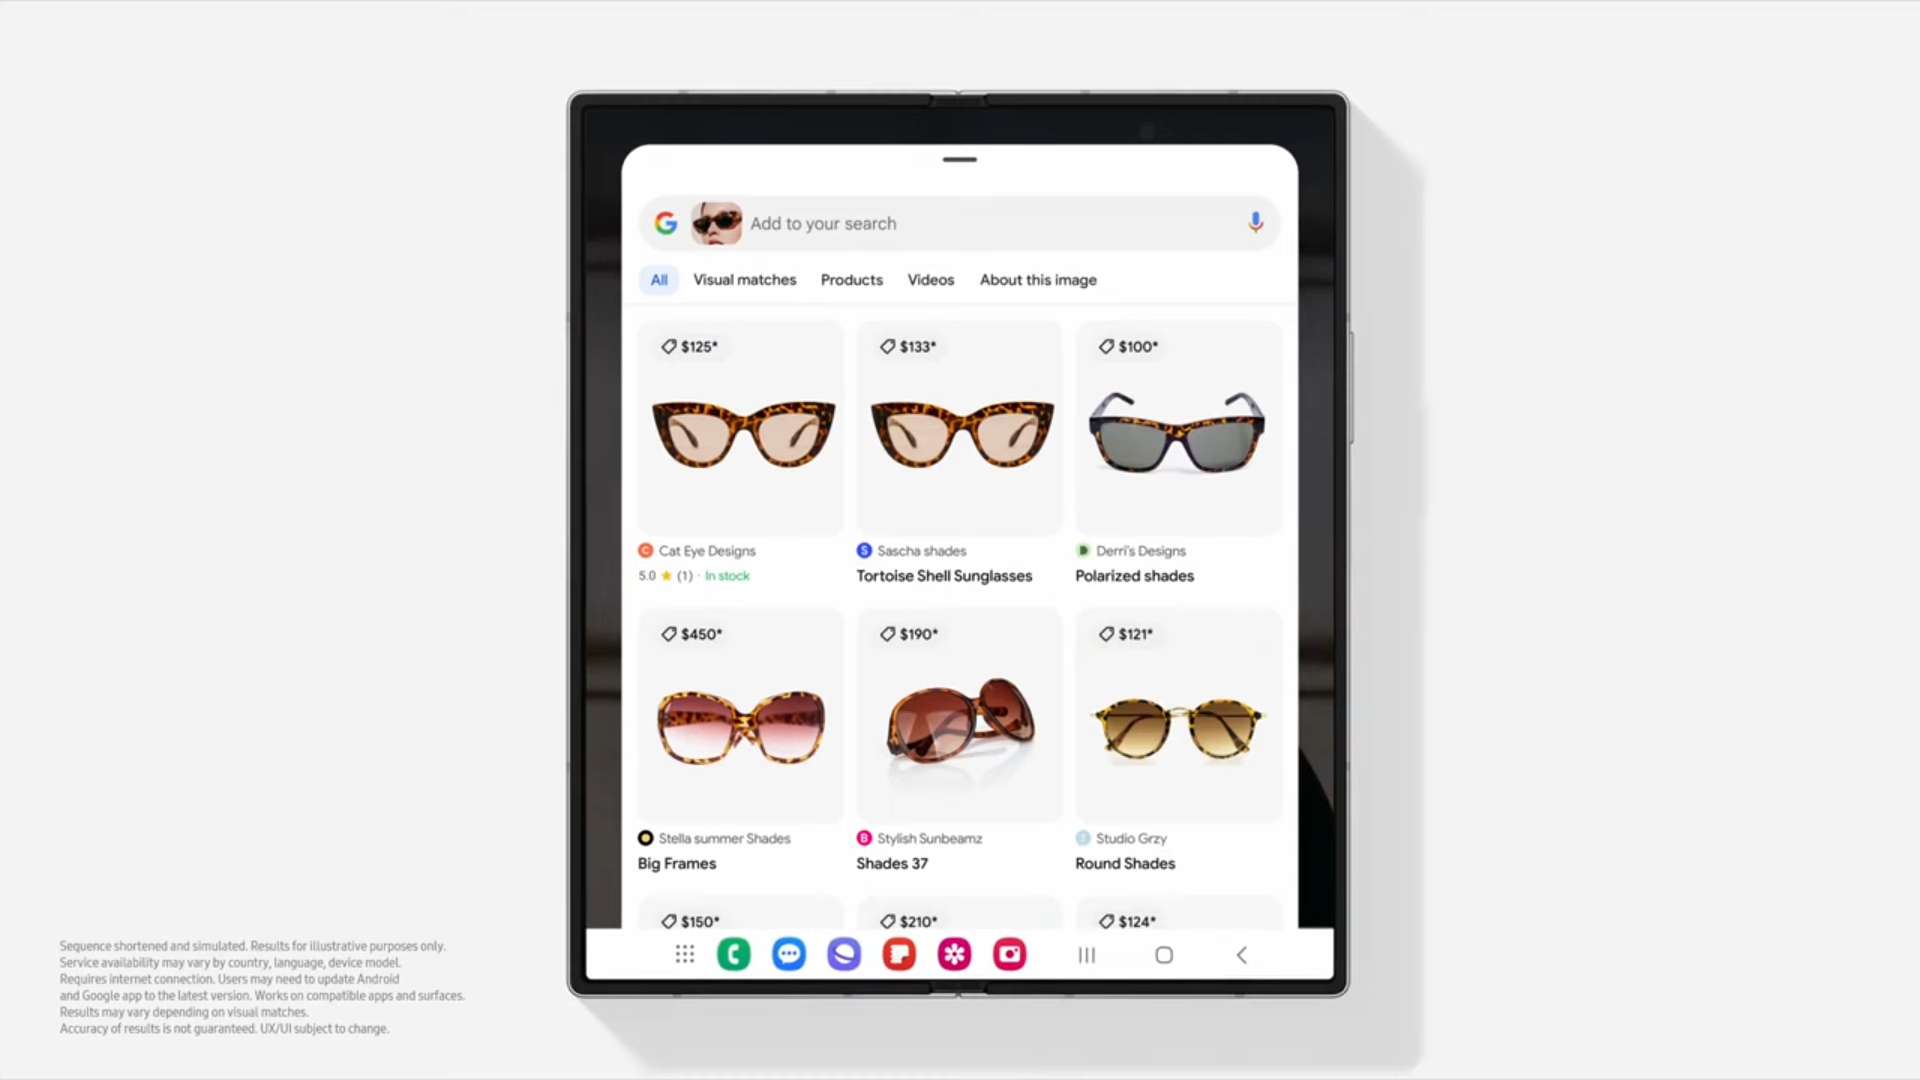 Add to your search
All Visual matches Products Videos About this image
$125* $133* $100*
Cat Eye Designs Sascha shades Derri's Designs
5.0 ★ (1) · In stock Tortoise Shell Sunglasses Polarized shades
$450* $190* $121*
Stella summer Shades Stylish Sunbeamz Studio Grzy
Big Frames Shades 37 Round Shades
$150* $210* $124*
Sequence shortened and simulated. Results for illustrative purposes only.
Service availability may vary by country, language, device model.
Requires internet connection. Users may need to update Android
and Google app to the latest version. Works on compatible apps and surfaces.
Results may vary depending on visual matches.
Accuracy of results is not guaranteed. UX/UI subject to change.